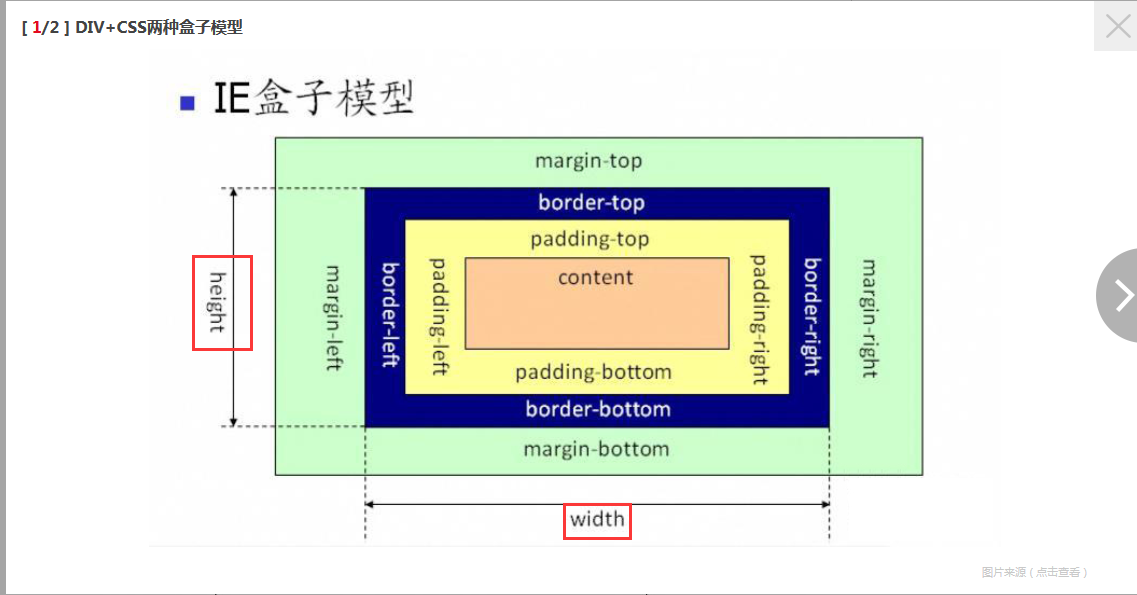 [ 1/2 ] DIV+CSS两种盒子模型
IE盒子模型
margin-top
border-top
padding-top
content
height
margin-left
border-left
padding-left
padding-right
border-right
margin-right
padding-bottom
border-bottom
margin-bottom
width
图片来源(点击查看)